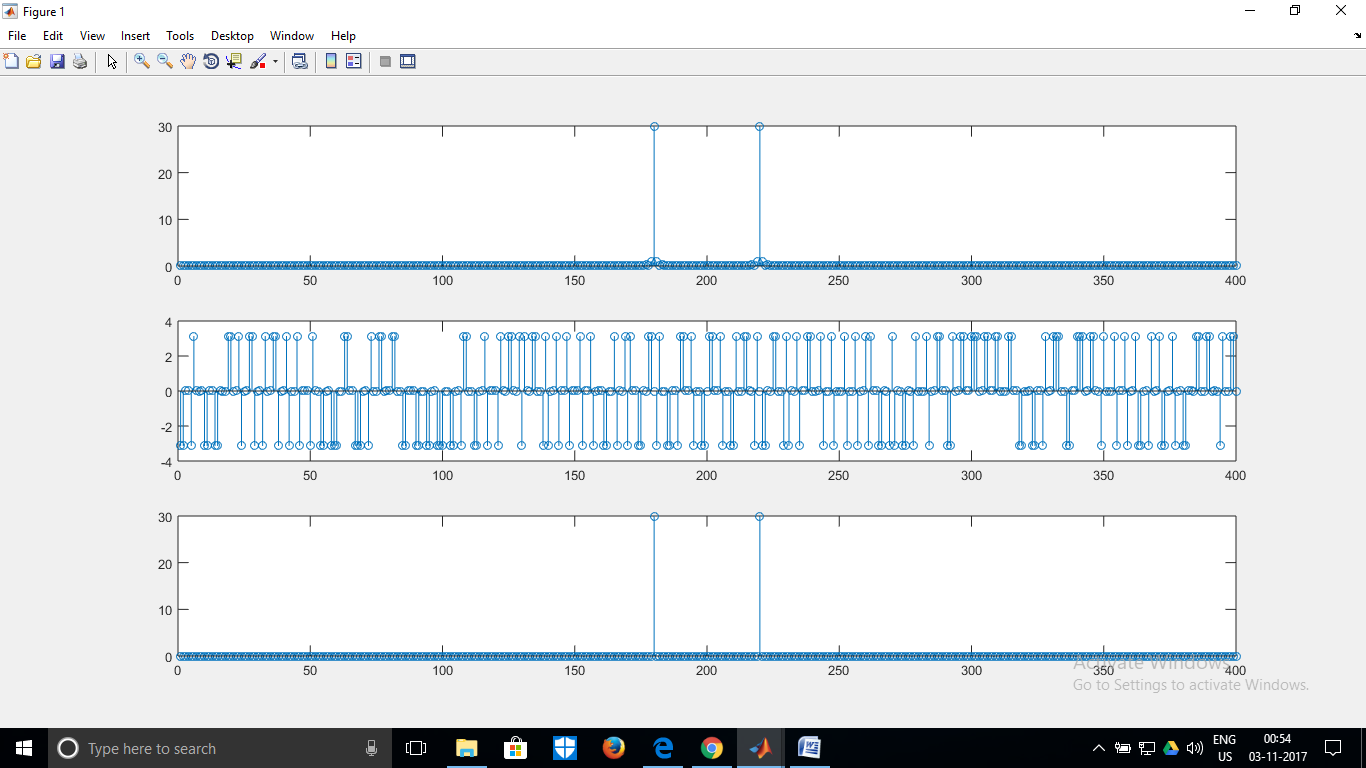 Figure 1
File Edit View Insert Tools Desktop Window Help
30
20
10
0
0 50 100 150 200 250 300 350 400
4
2
0
-2
-4
0 50 100 150 200 250 300 350 400
30
20
10
0
0 50 100 150 200 250 300 350 400
Activate Windows
Go to Settings to activate Windows.
Type here to search
ENG 00:54
US 03-11-2017